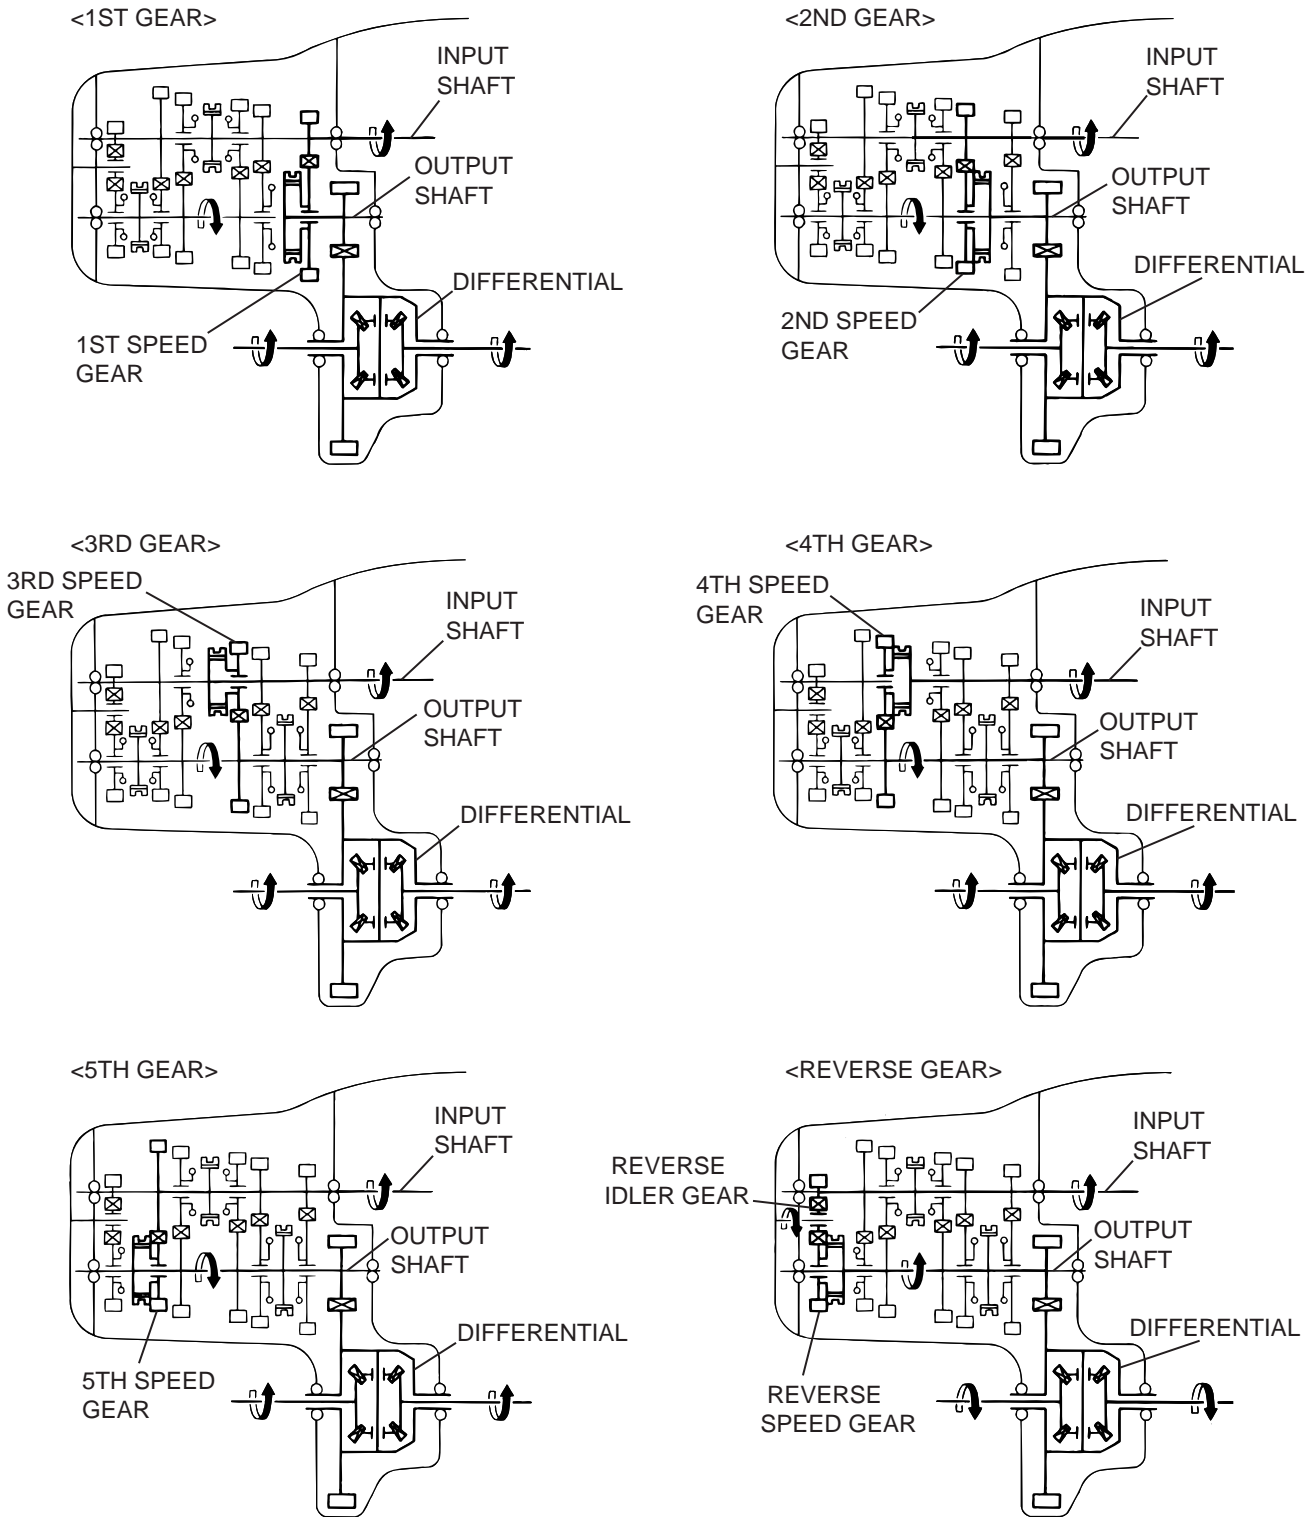 <1ST GEAR>
INPUT
SHAFT
OUTPUT
SHAFT
DIFFERENTIAL
1ST SPEED
GEAR
<2ND GEAR>
INPUT
SHAFT
OUTPUT
SHAFT
DIFFERENTIAL
2ND SPEED
GEAR
<3RD GEAR>
3RD SPEED
GEAR
INPUT
SHAFT
OUTPUT
SHAFT
DIFFERENTIAL
<4TH GEAR>
4TH SPEED
GEAR
INPUT
SHAFT
OUTPUT
SHAFT
DIFFERENTIAL
<5TH GEAR>
INPUT
SHAFT
OUTPUT
SHAFT
DIFFERENTIAL
5TH SPEED
GEAR
<REVERSE GEAR>
INPUT
SHAFT
REVERSE
IDLER GEAR
OUTPUT
SHAFT
DIFFERENTIAL
REVERSE
SPEED GEAR